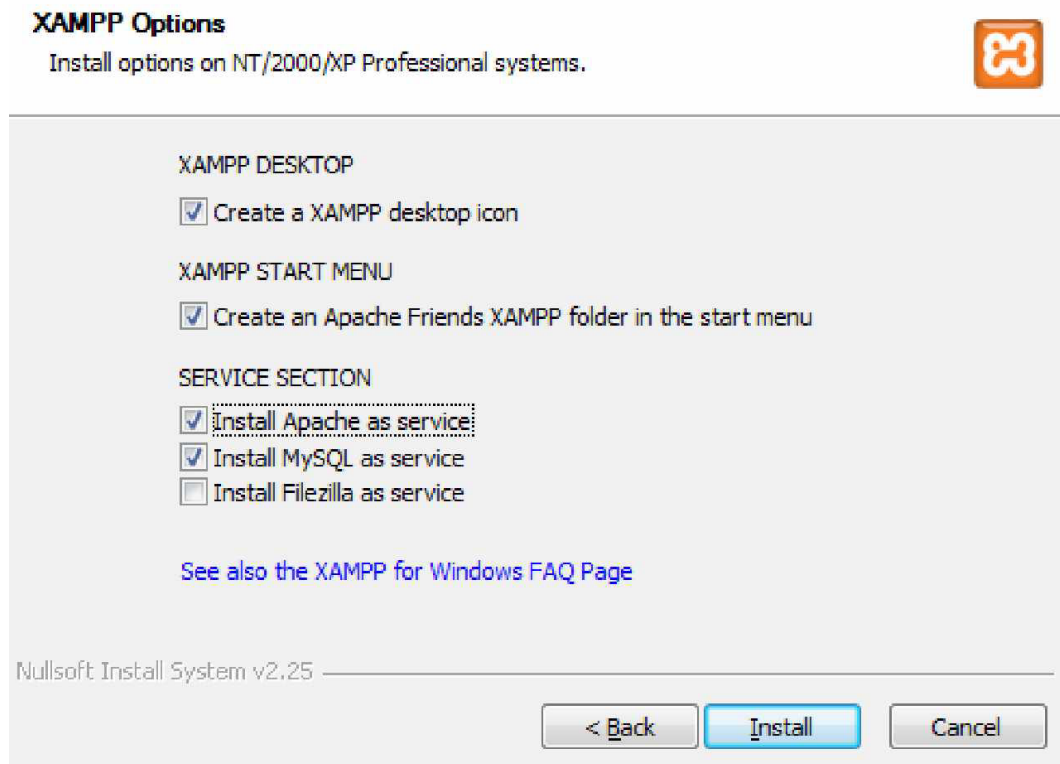 XAMPP Options
Install options on NT/2000/XP Professional systems.
XAMPP DESKTOP
Create a XAMPP desktop icon
XAMPP START MENU
Create an Apache Friends XAMPP folder in the start menu
SERVICE SECTION
Install Apache as service
Install MySQL as service
Install Filezilla as service
See also the XAMPP for Windows FAQ Page
Nullsoft Install System v2.25
< Back Install Cancel